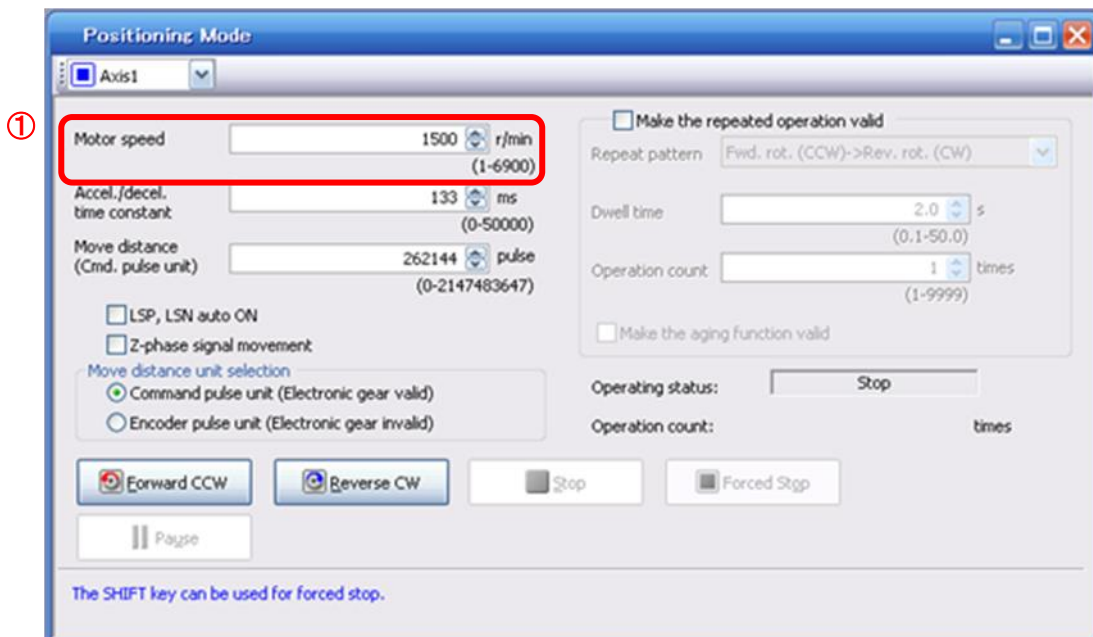 Positioning Mode
Axis1
①
Motor speed 1500 r/min
(1-6900)
Accel./decel.
time constant 133 ms
(0-50000)
Move distance
(Cmd. pulse unit) 262144 pulse
(0-2147483647)
LSP, LSN auto ON
Z-phase signal movement
Move distance unit selection
Command pulse unit (Electronic gear valid)
Encoder pulse unit (Electronic gear invalid)
Make the repeated operation valid
Repeat pattern Fwd. rot. (CCW)->Rev. rot. (CW)
Dwell time 2.0 s
(0.1-50.0)
Operation count 1 times
(1-9999)
Make the aging function valid
Operating status: Stop
Operation count: times
Forward CCW Reverse CW Stop Forced Stop
Pause
The SHIFT key can be used for forced stop.